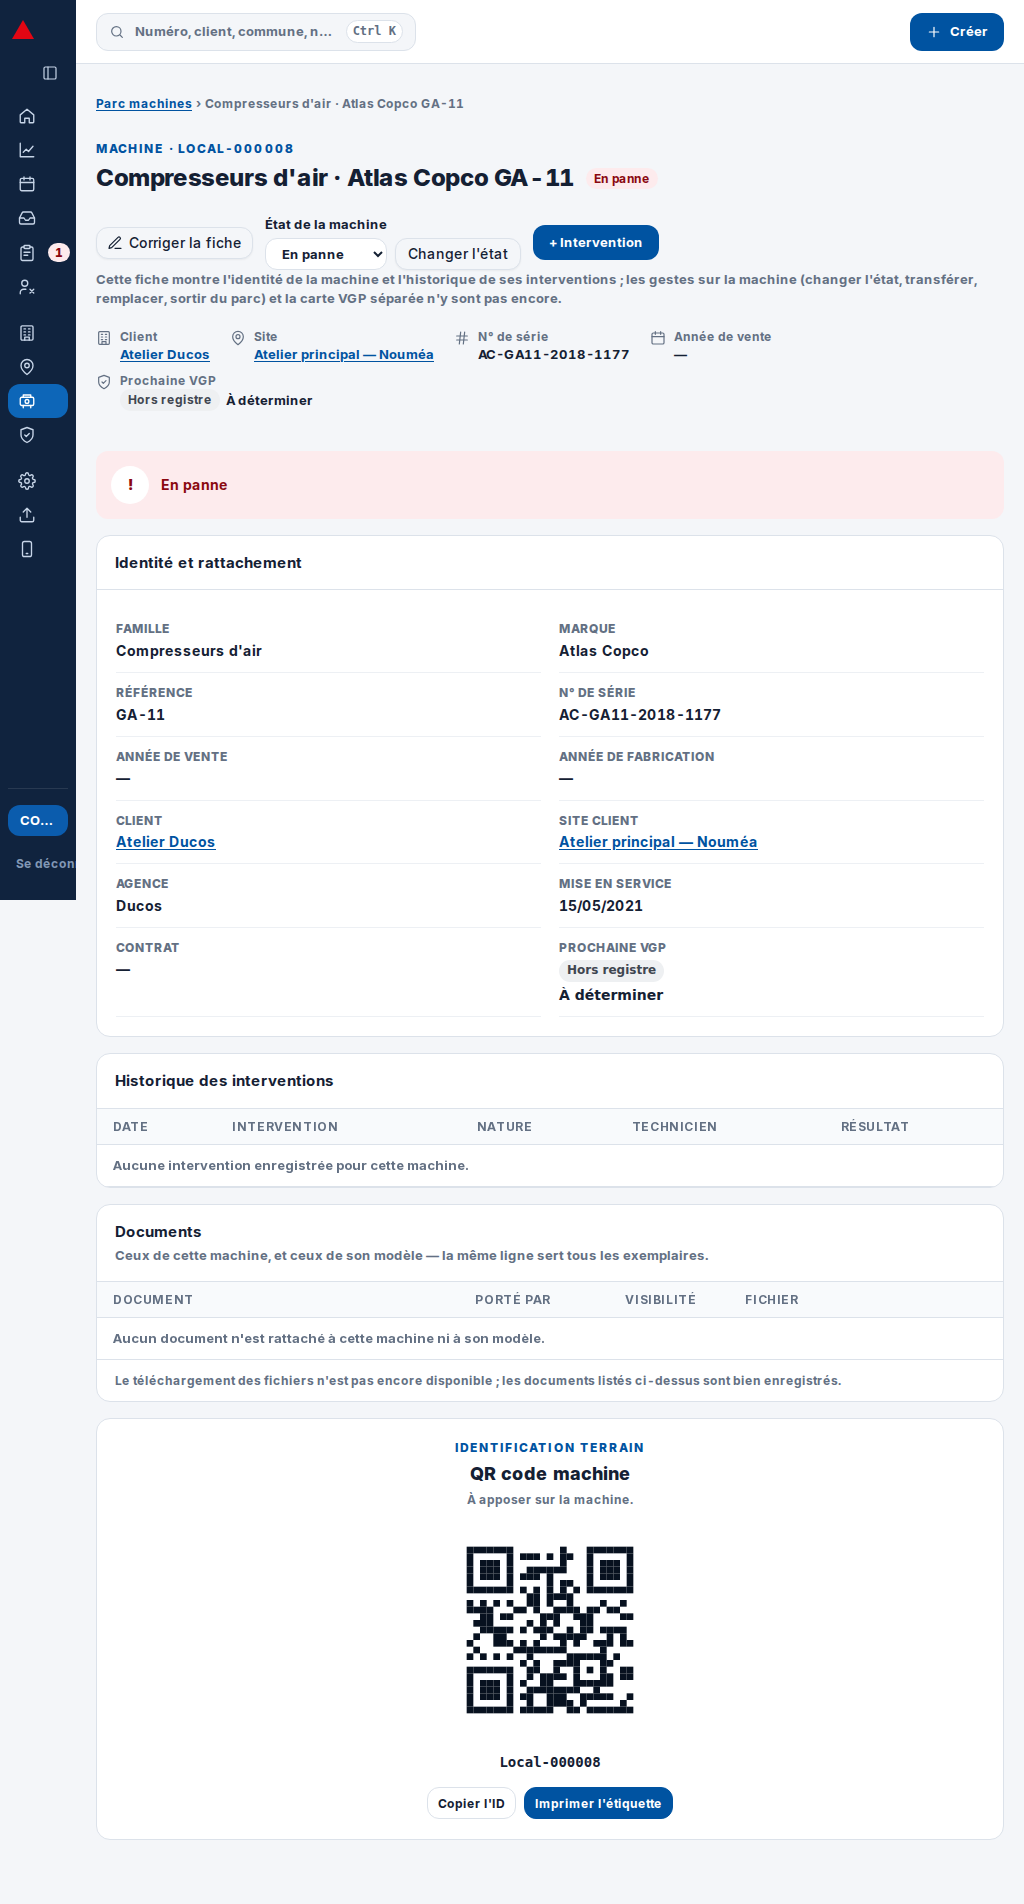 Numéro, client, commune, n… Ctrl K
Créer
Parc machines › Compresseurs d'air · Atlas Copco GA-11
MACHINE · LOCAL-000008
Compresseurs d'air · Atlas Copco GA-11 En panne
État de la machine
Corriger la fiche En panne Changer l'état + Intervention
Cette fiche montre l'identité de la machine et l'historique de ses interventions ; les gestes sur la machine (changer l'état, transférer,
remplacer, sortir du parc) et la carte VGP séparée n'y sont pas encore.
1
Client Site N° de série Année de vente
Atelier Ducos Atelier principal — Nouméa AC-GA11-2018-1177 —
Prochaine VGP
Hors registre À déterminer
! En panne
Identité et rattachement
FAMILLE MARQUE
Compresseurs d'air Atlas Copco
RÉFÉRENCE N° DE SÉRIE
GA-11 AC-GA11-2018-1177
ANNÉE DE VENTE ANNÉE DE FABRICATION
— —
CLIENT SITE CLIENT
Atelier Ducos Atelier principal — Nouméa
AGENCE MISE EN SERVICE
Ducos 15/05/2021
CONTRAT PROCHAINE VGP
— Hors registre
À déterminer
CO…
Se décon
Historique des interventions
DATE INTERVENTION NATURE TECHNICIEN RÉSULTAT
Aucune intervention enregistrée pour cette machine.
Documents
Ceux de cette machine, et ceux de son modèle — la même ligne sert tous les exemplaires.
DOCUMENT PORTÉ PAR VISIBILITÉ FICHIER
Aucun document n'est rattaché à cette machine ni à son modèle.
Le téléchargement des fichiers n'est pas encore disponible ; les documents listés ci-dessus sont bien enregistrés.
IDENTIFICATION TERRAIN
QR code machine
À apposer sur la machine.
Local-000008
Copier l'ID Imprimer l'étiquette